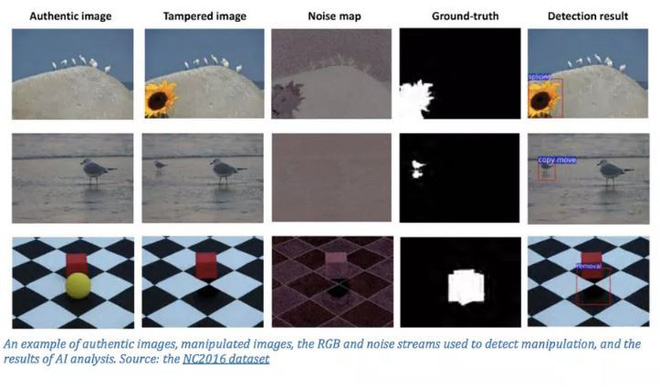 Authentic image Tampered image Noise map Ground-truth Detection result
splicing
copy move
removal
An example of authentic images, manipulated images, the RGB and noise streams used to detect manipulation, and the
results of AI analysis. Source: the NC2016 dataset